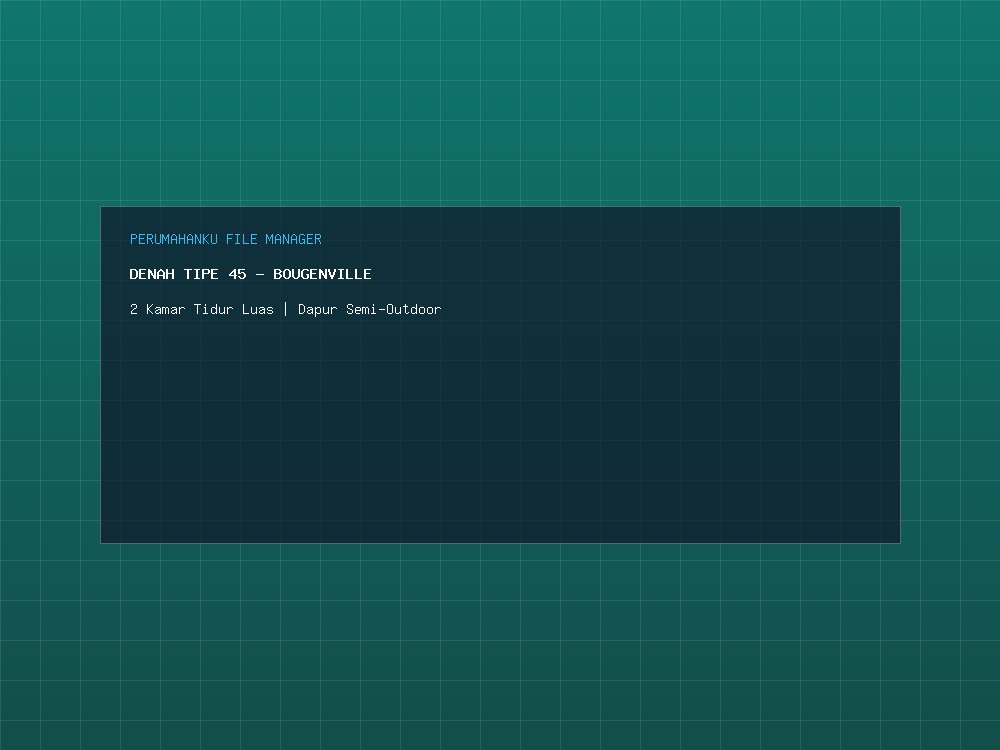 PERUMAHANKU FILE MANAGER
DENAH TIPE 45 – BOUGENVILLE
2 Kamar Tidur Luas | Dapur Semi-Outdoor